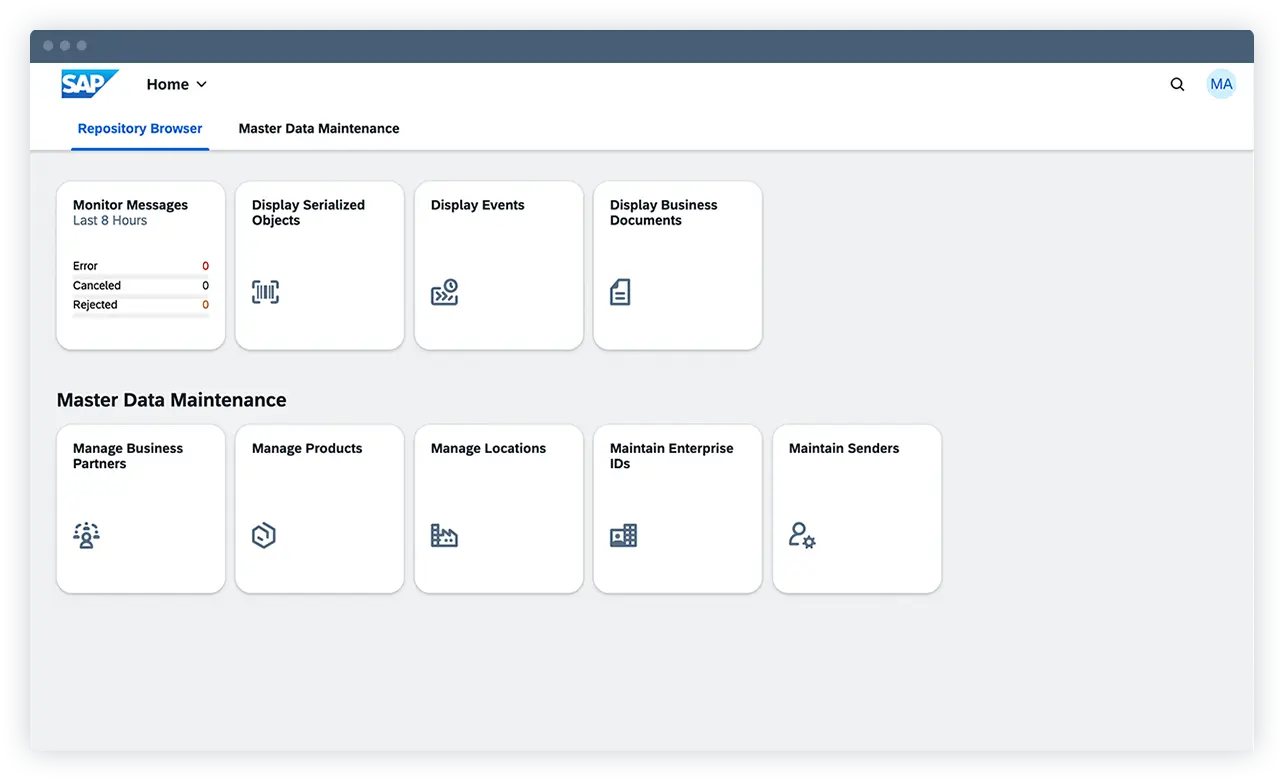 SAP
Home
MA
Repository Browser
Master Data Maintenance
Monitor Messages
Last 8 Hours
Error 0
Canceled 0
Rejected 0
Display Serialized
Objects
Display Events
Display Business
Documents
Master Data Maintenance
Manage Business
Partners
Manage Products
Manage Locations
Maintain Enterprise
IDs
Maintain Senders